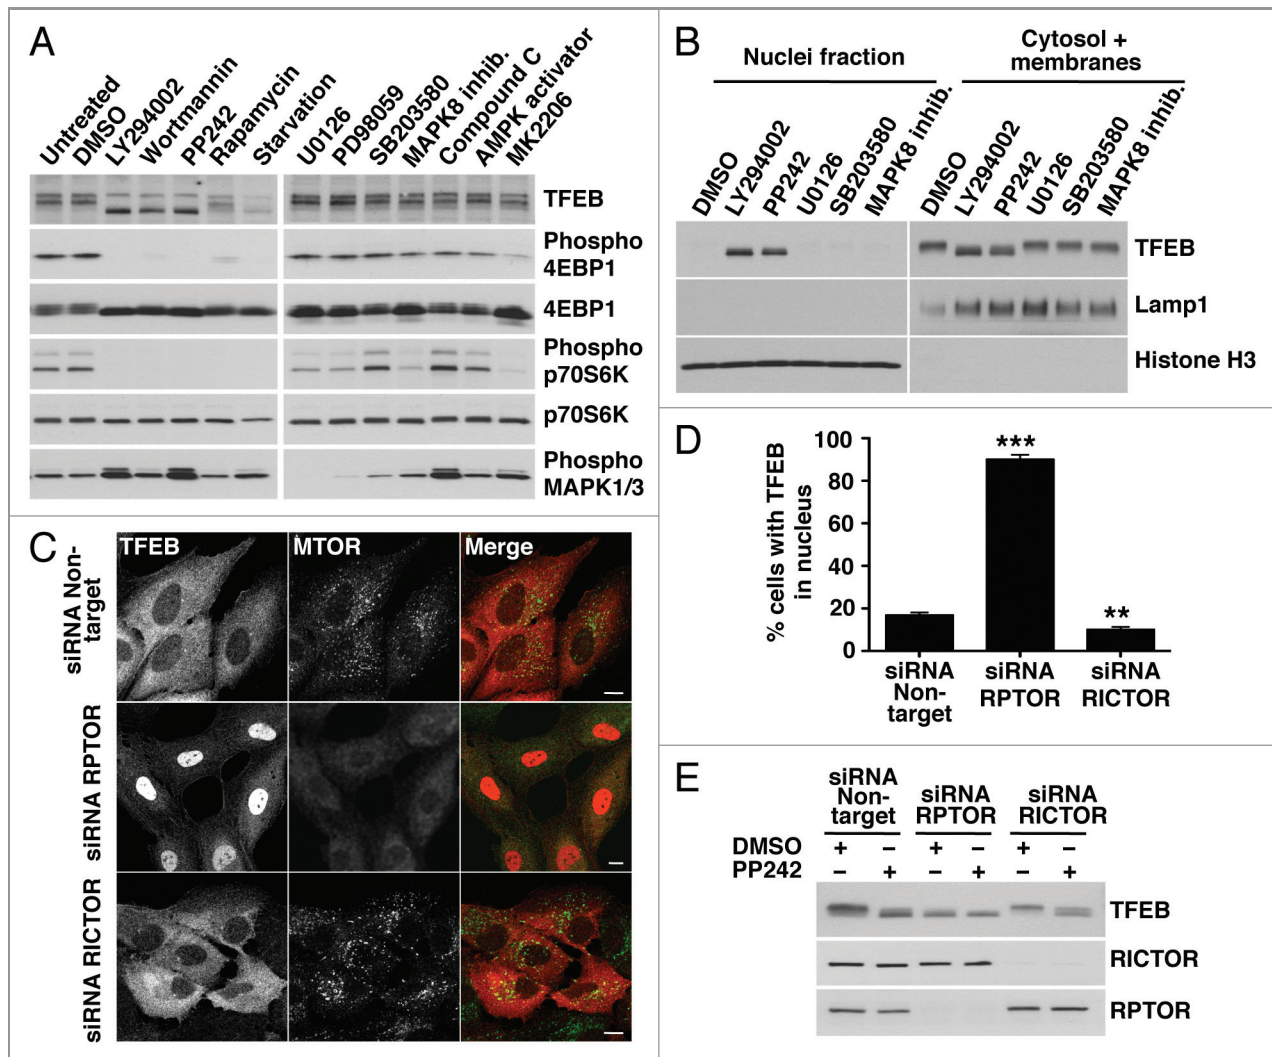 A
Untreated
DMSO
LY294002
Wortmannin
PP242
Rapamycin
Starvation
U0126
PD98059
SB203580
MAPK8 inhib.
Compound C
AMPK activator
MK2206
TFEB
Phospho
4EBP1
4EBP1
Phospho
p70S6K
p70S6K
Phospho
MAPK1/3
B
Nuclei fraction
Cytosol +
membranes
DMSO
LY294002
PP242
U0126
SB203580
MAPK8 inhib.
DMSO
LY294002
PP242
U0126
SB203580
MAPK8 inhib.
TFEB
Lamp1
Histone H3
C
TFEB
MTOR
Merge
siRNA Non-
target
siRNA RPTOR
siRNA RICTOR
D
% cells with TFEB
in nucleus
100
80
60
40
20
0
***
**
siRNA
Non-
target
siRNA
RPTOR
siRNA
RICTOR
E
siRNA
Non-
target
siRNA
RPTOR
siRNA
RICTOR
DMSO + – + – + –
PP242 – + – + – +
TFEB
RICTOR
RPTOR